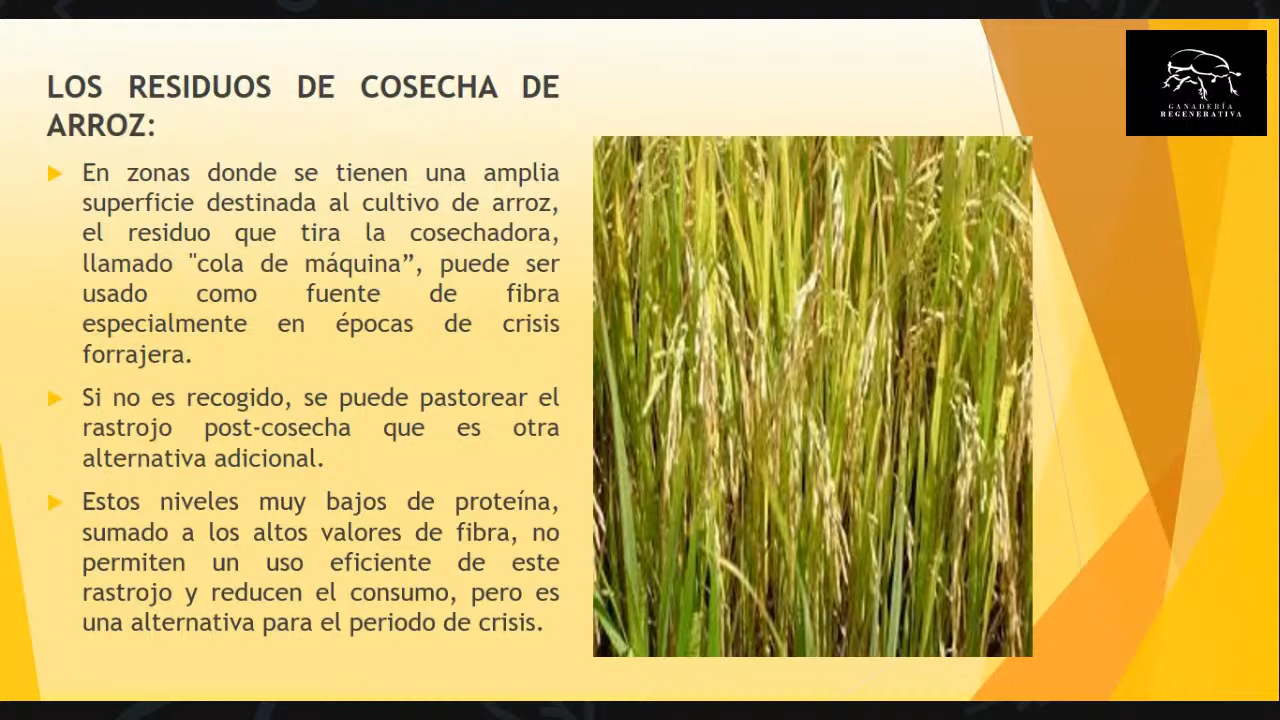 LOS RESIDUOS DE COSECHA DE
ARROZ:
En zonas donde se tienen una amplia
superficie destinada al cultivo de arroz,
el residuo que tira la cosechadora,
llamado "cola de máquina”, puede ser
usado como fuente de fibra
especialmente en épocas de crisis
forrajera.
Si no es recogido, se puede pastorear el
rastrojo post-cosecha que es otra
alternativa adicional.
Estos niveles muy bajos de proteína,
sumado a los altos valores de fibra, no
permiten un uso eficiente de este
rastrojo y reducen el consumo, pero es
una alternativa para el periodo de crisis.
GANADERÍA
REGENERATIVA